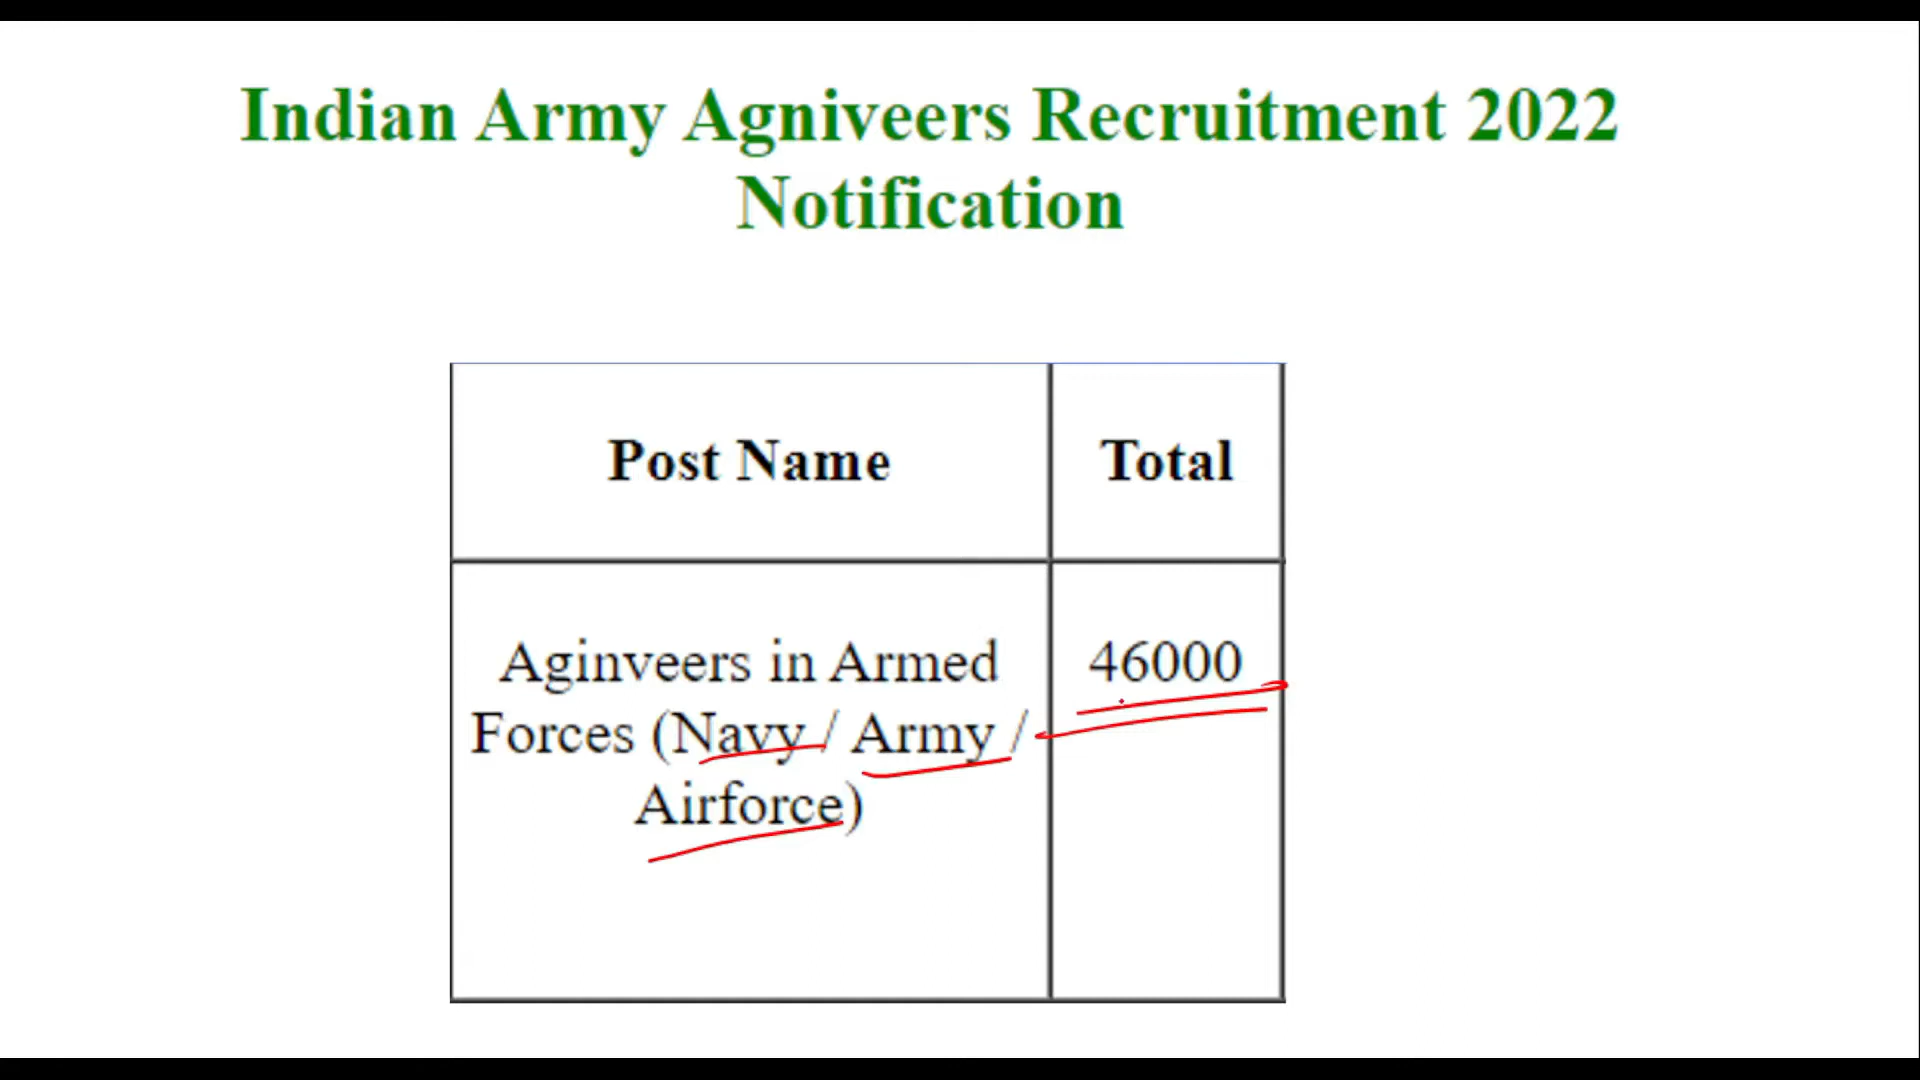 Indian Army Agniveers Recruitment 2022
Notification
Post Name
Total
Aginveers in Armed
46000
Forces (Navy / Army /
Airforce)